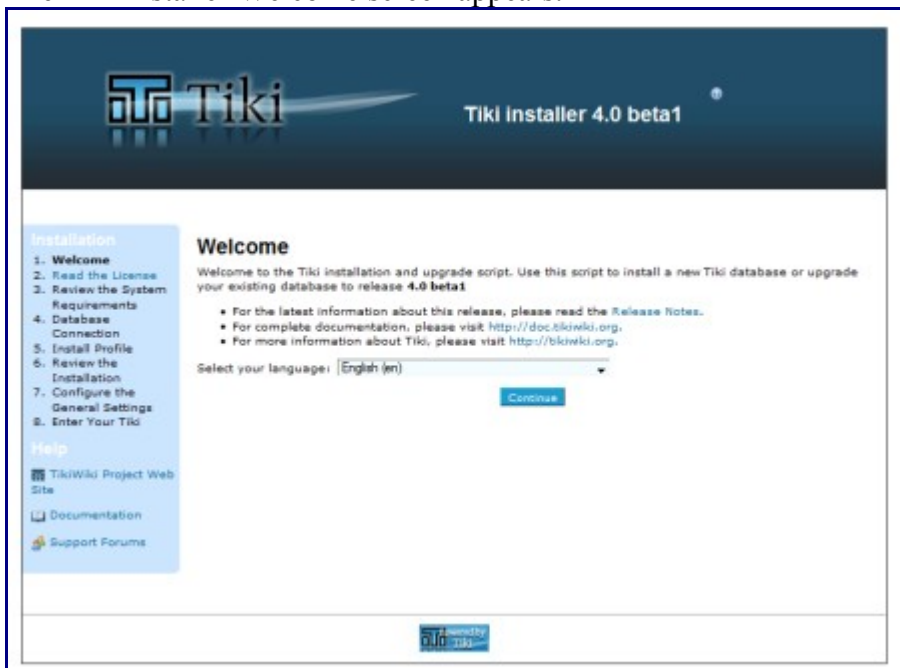 Tiki
Tiki installer 4.0 beta1
Installation
1. Welcome
2. Read the License
3. Review the System
Requirements
4. Database
Connection
5. Install Profile
6. Review the
Installation
7. Configure the
General Settings
8. Enter Your Tiki
Help
TikiWiki Project Web
Site
Documentation
Support Forums
Welcome
Welcome to the Tiki installation and upgrade script. Use this script to install a new Tiki database or upgrade
your existing database to release 4.0 beta1
• For the latest information about this release, please read the Release Notes.
• For complete documentation, please visit http://doc.tikiwiki.org.
• For more information about Tiki, please visit http://tikiwiki.org.
Select your language: English (en)
Continue
Powered by
Tiki